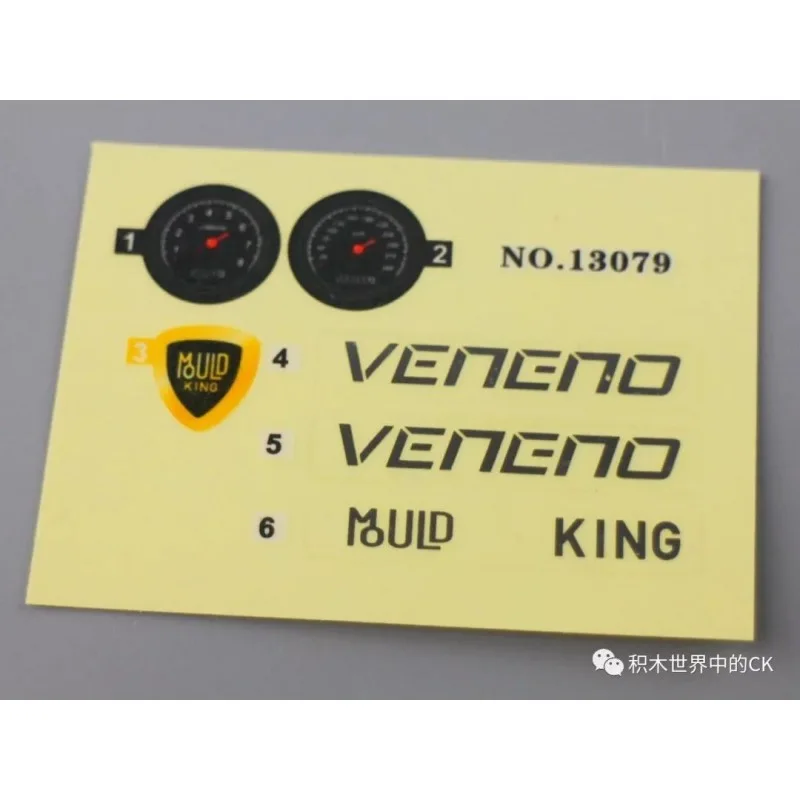 1
2
NO.13079
3
MOULD
KING
4
VENENO
5
VENENO
6
MOULD KING
积木世界中的CK